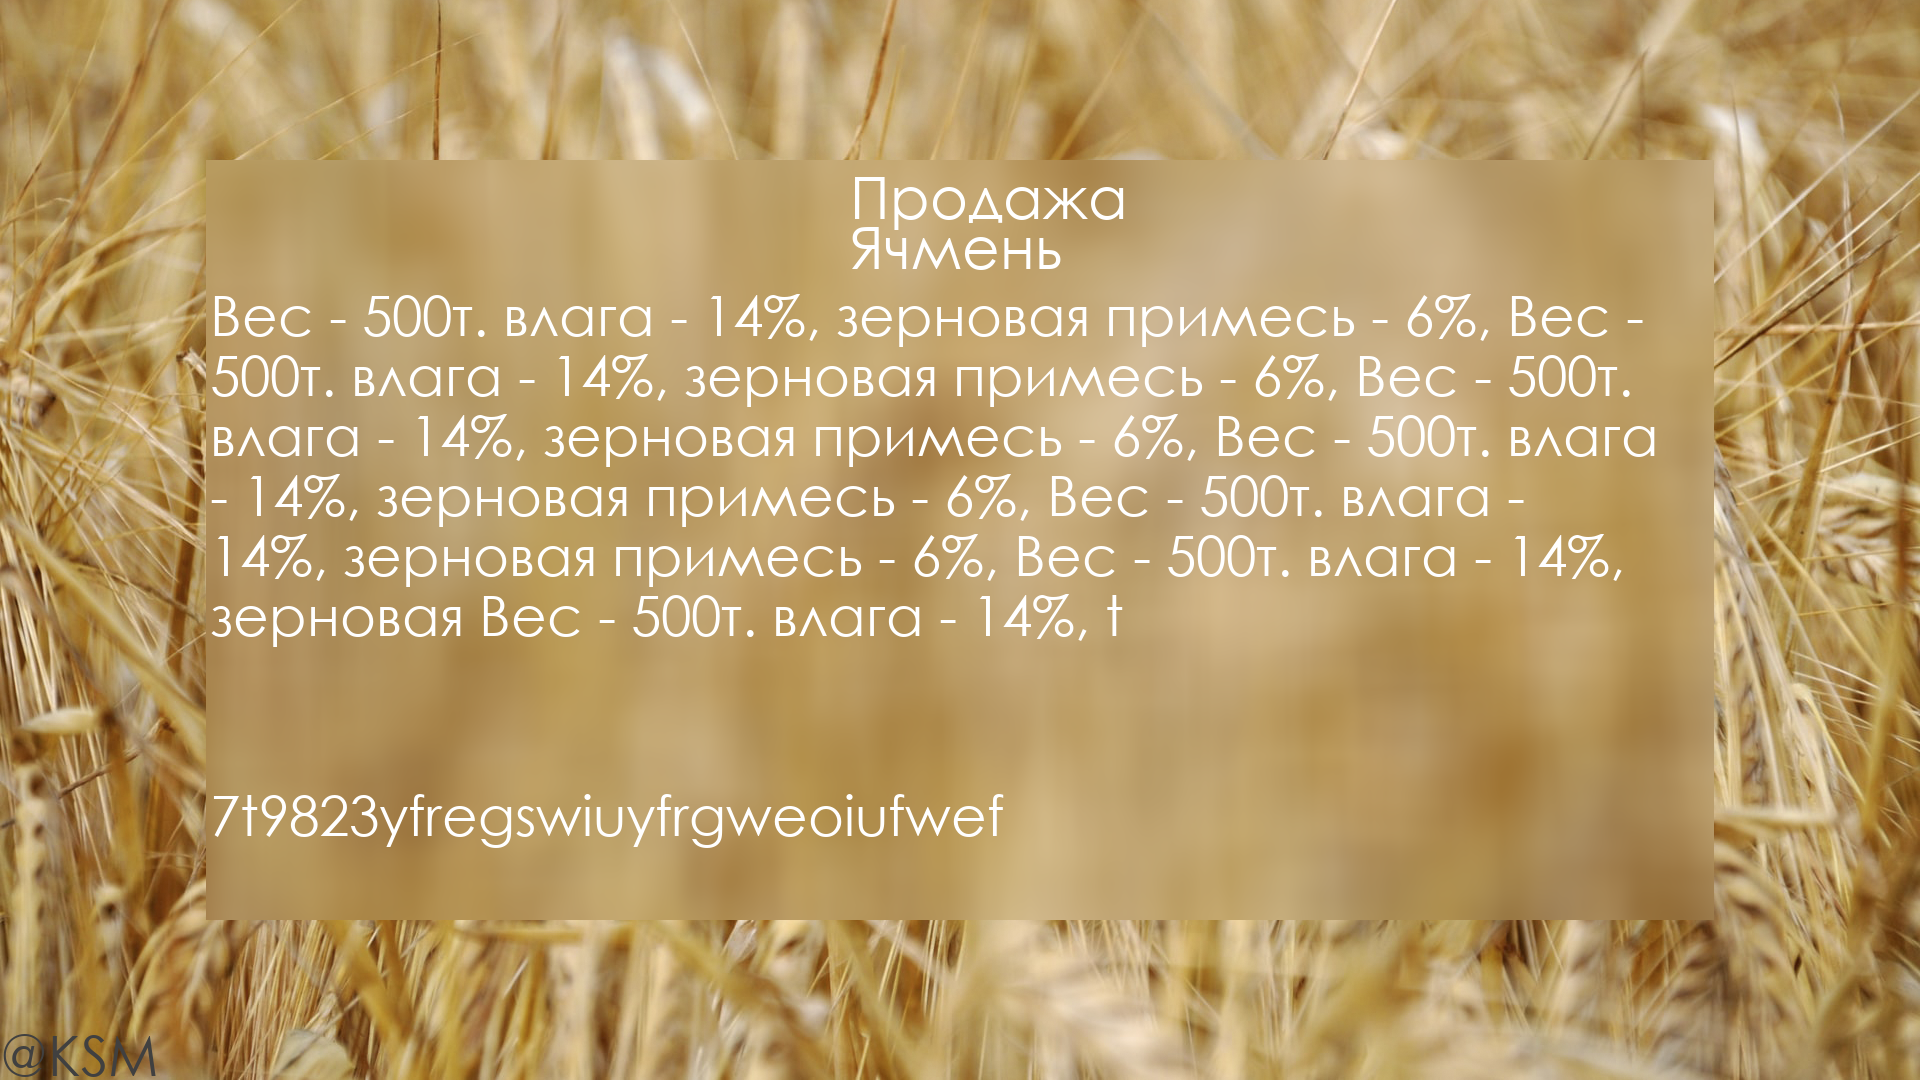 Продажа
Ячмень
Вес - 500т. влага - 14%, зерновая примесь - 6%, Вес -
500т. влага - 14%, зерновая примесь - 6%, Вес - 500т.
влага - 14%, зерновая примесь - 6%, Вес - 500т. влага
- 14%, зерновая примесь - 6%, Вес - 500т. влага -
14%, зерновая примесь - 6%, Вес - 500т. влага - 14%,
зерновая Вес - 500т. влага - 14%, t
7t9823yfregswiuyfrgweoiufwef
@KSM